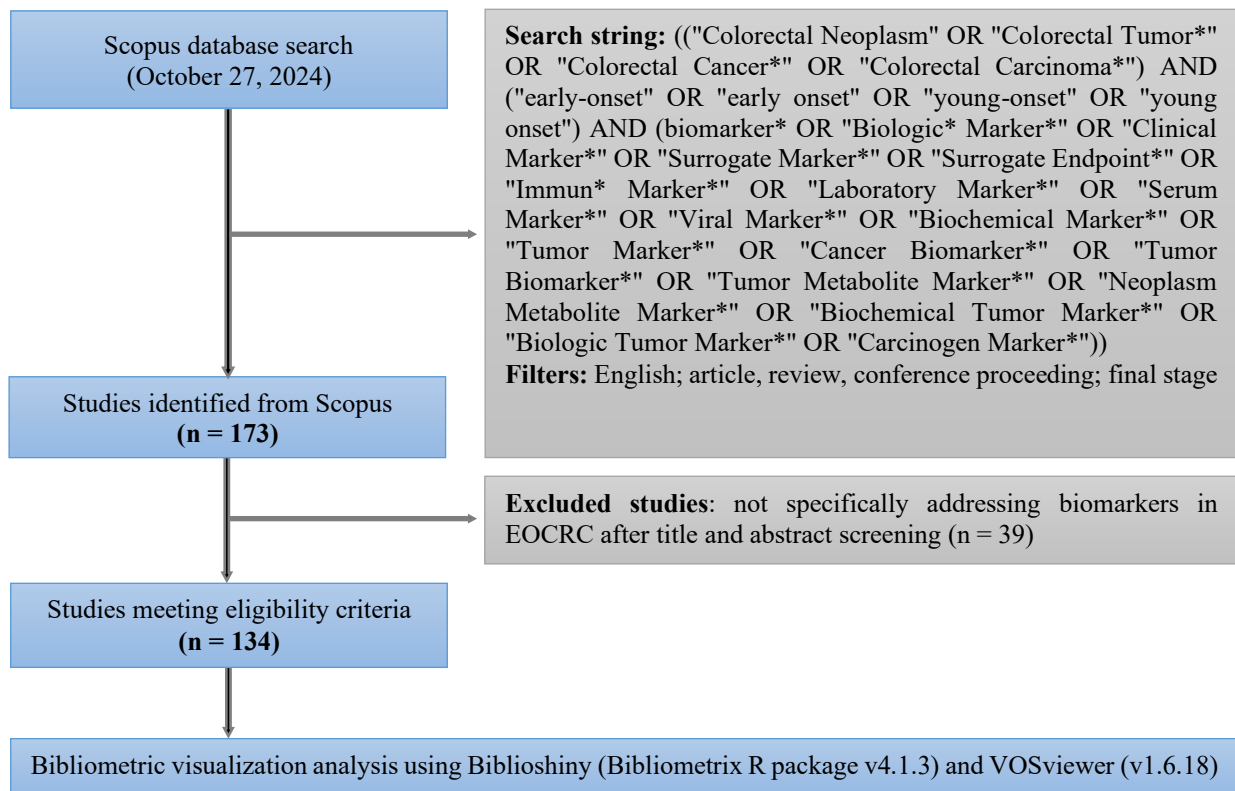 Scopus database search
(October 27, 2024)
Search string: (("Colorectal Neoplasm" OR "Colorectal Tumor*"
OR "Colorectal Cancer*" OR "Colorectal Carcinoma*") AND
("early-onset" OR "early onset" OR "young-onset" OR "young
onset") AND (biomarker* OR "Biologic* Marker*" OR "Clinical
Marker*" OR "Surrogate Marker*" OR "Surrogate Endpoint*" OR
"Immun* Marker*" OR "Laboratory Marker*" OR "Serum
Marker*" OR "Viral Marker*" OR "Biochemical Marker*" OR
"Tumor Marker*" OR "Cancer Biomarker*" OR "Tumor
Biomarker*" OR "Tumor Metabolite Marker*" OR "Neoplasm
Metabolite Marker*" OR "Biochemical Tumor Marker*" OR
"Biologic Tumor Marker*" OR "Carcinogen Marker*"))
Filters: English; article, review, conference proceeding; final stage
Studies identified from Scopus
(n = 173)
Excluded studies: not specifically addressing biomarkers in
EOCRC after title and abstract screening (n = 39)
Studies meeting eligibility criteria
(n = 134)
Bibliometric visualization analysis using Biblioshiny (Bibliometrix R package v4.1.3) and VOSviewer (v1.6.18)